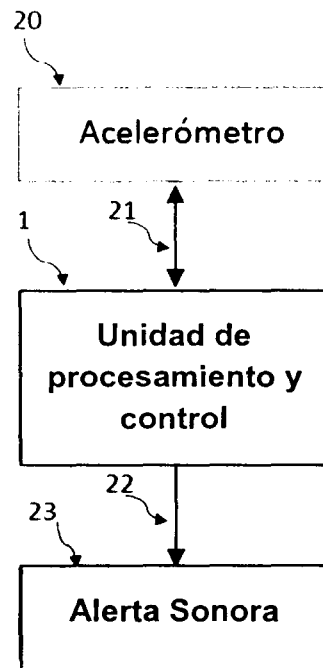 20
Acelerómetro
21
1
Unidad de
procesamiento y
control
22
23
Alerta Sonora